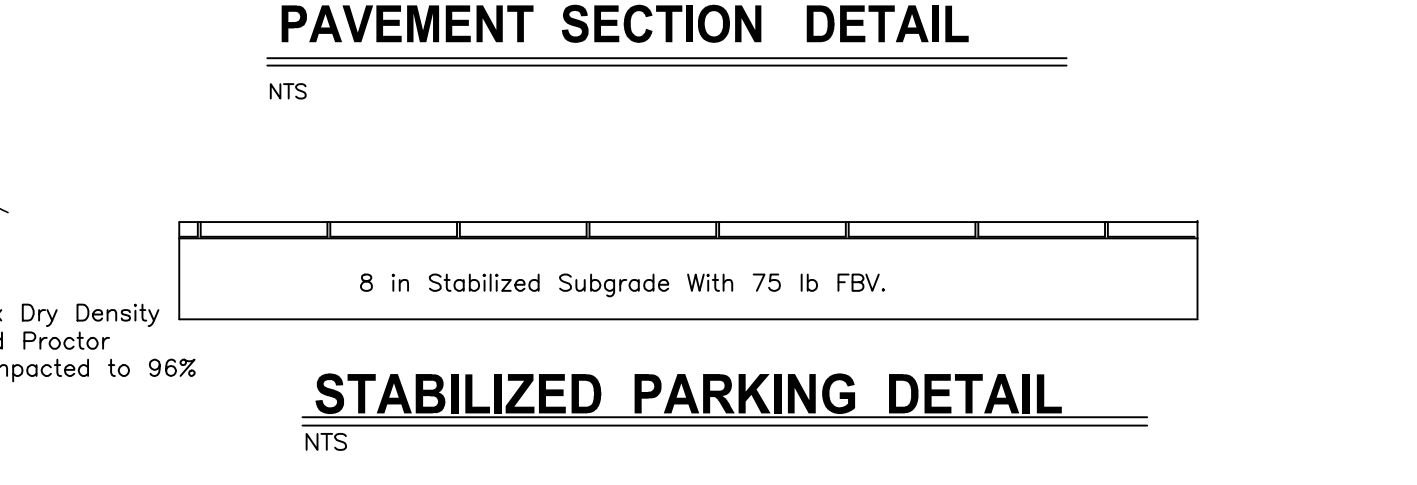 PAVEMENT SECTION DETAIL
NTS
8 in Stabilized Subgrade With 75 lb FBV.
Dry Density
Proctor
to 96%
STABILIZED PARKING DETAIL
NTS